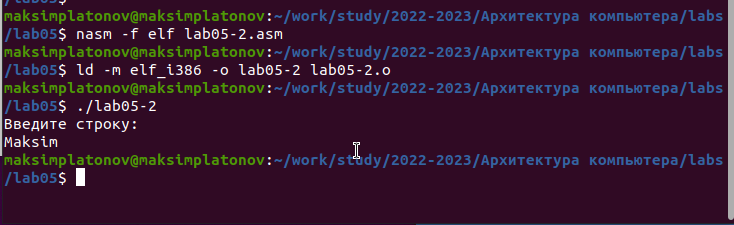 maksimplatonov@maksimplatonov:~/work/study/2022-2023/Архитектура компьютера/labs
/lab05$ nasm -f elf lab05-2.asm
maksimplatonov@maksimplatonov:~/work/study/2022-2023/Архитектура компьютера/labs
/lab05$ ld -m elf_i386 -o lab05-2 lab05-2.o
maksimplatonov@maksimplatonov:~/work/study/2022-2023/Архитектура компьютера/labs
/lab05$ ./lab05-2
Введите строку:
Maksim
maksimplatonov@maksimplatonov:~/work/study/2022-2023/Архитектура компьютера/labs
/lab05$